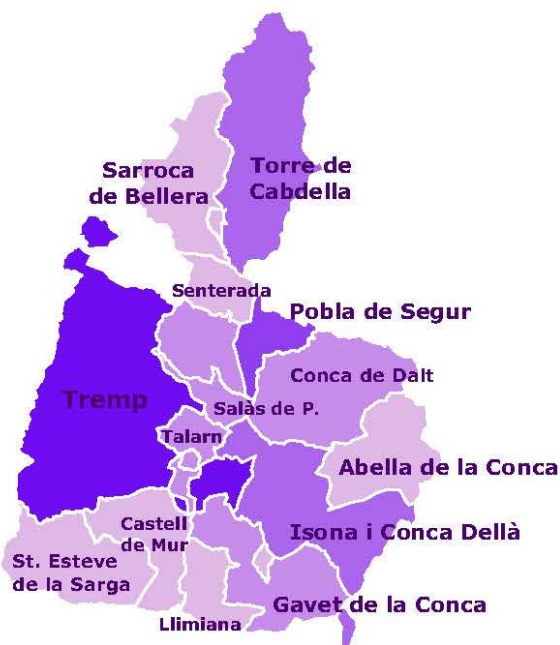 Sarroca
de Bellera
Torre de
Cabdella
Senterada
Pobla de Segur
Conca de Dalt
Tremp
Salàs de P.
Talarn
Abella de la Conca
Castell
de Mur
Isona i Conca Dellà
St. Esteve
de la Sarga
Gavet de la Conca
Llimiana